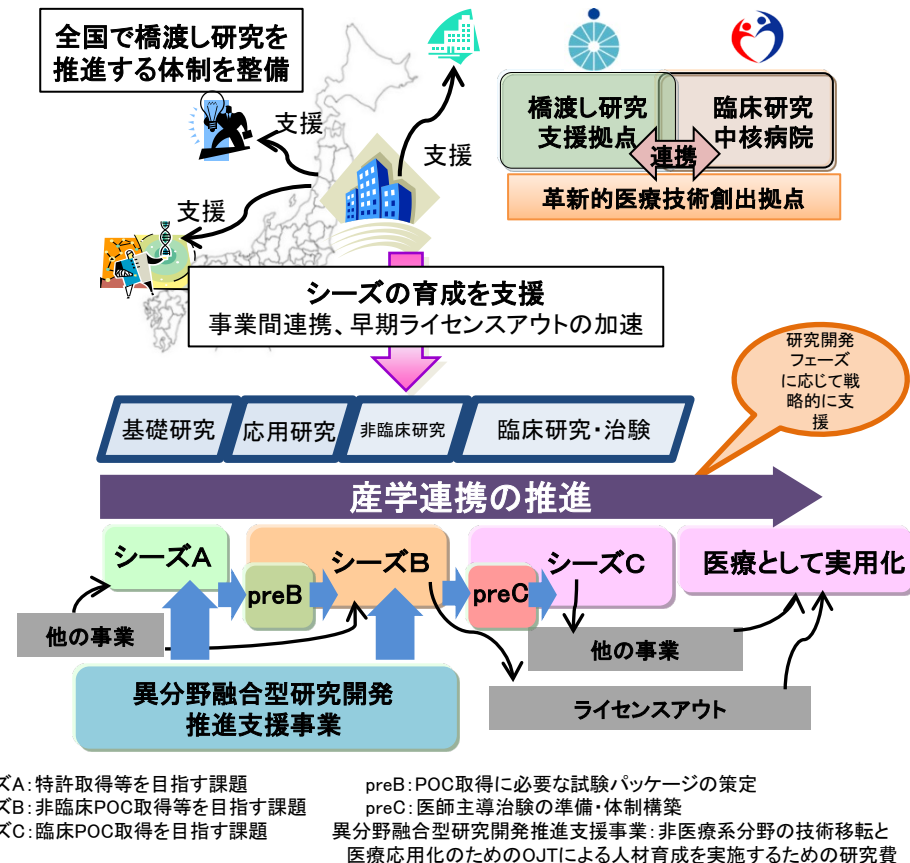 全国で橋渡し研究を
推進する体制を整備
支援
支援
支援
橋渡し研究
支援拠点
臨床研究
中核病院
連携
革新的医療技術創出拠点
シーズの育成を支援
事業間連携、早期ライセンスアウトの加速
研究開発
フェーズ
に応じて戦
略的に支
援
基礎研究
応用研究
非臨床研究
臨床研究・治験
産学連携の推進
シーズA
preB
シーズB
preC
シーズC
医療として実用化
他の事業
他の事業
異分野融合型研究開発
推進支援事業
ライセンスアウト
ズA:特許取得等を目指す課題
ズB:非臨床POC取得等を目指す課題
ズC:臨床POC取得を目指す課題
preB:POC取得に必要な試験パッケージの策定
preC:医師主導治験の準備・体制構築
異分野融合型研究開発推進支援事業:非医療系分野の技術移転と
医療応用化のためのOJTによる人材育成を実施するための研究費